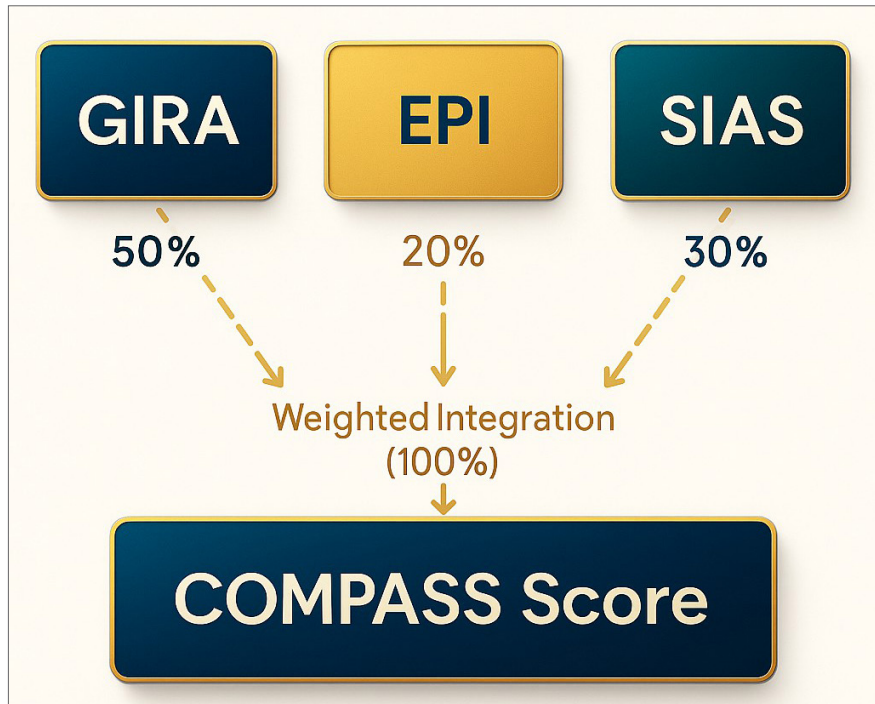 GIRA
EPI
SIAS
50%
20%
30%
Weighted Integration
(100%)
COMPASS Score